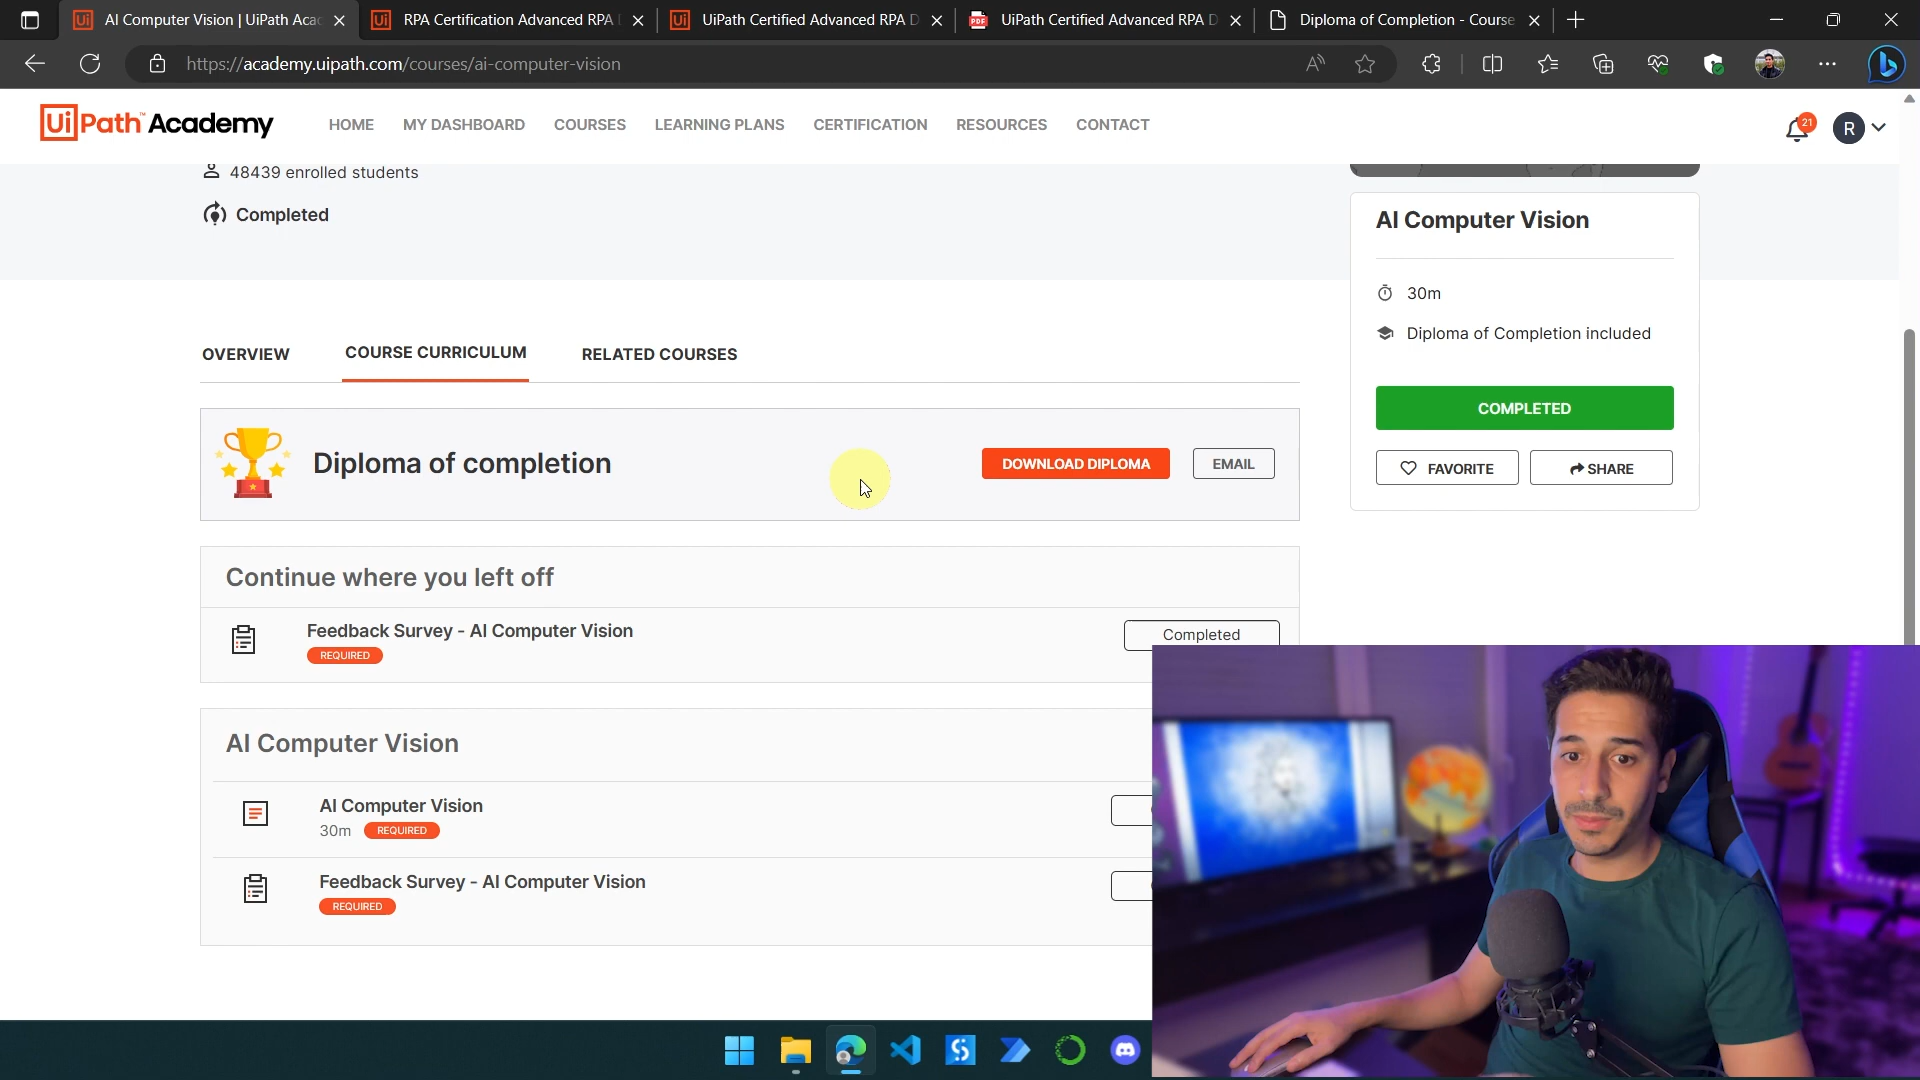 AI Computer Vision | UiPath Aca
RPA Certification Advanced RPA
UiPath Certified Advanced RPA D
UiPath Certified Advanced RPA D
Diploma of Completion - Course
https://academy.uipath.com/courses/ai-computer-vision
UiPath™ Academy
HOME
MY DASHBOARD
COURSES
LEARNING PLANS
CERTIFICATION
RESOURCES
CONTACT
21
R
48439 enrolled students
Completed
AI Computer Vision
30m
Diploma of Completion included
COMPLETED
FAVORITE
SHARE
OVERVIEW
COURSE CURRICULUM
RELATED COURSES
Diploma of completion
DOWNLOAD DIPLOMA
EMAIL
Continue where you left off
Feedback Survey - AI Computer Vision
REQUIRED
Completed
AI Computer Vision
AI Computer Vision
30m
REQUIRED
Feedback Survey - AI Computer Vision
REQUIRED